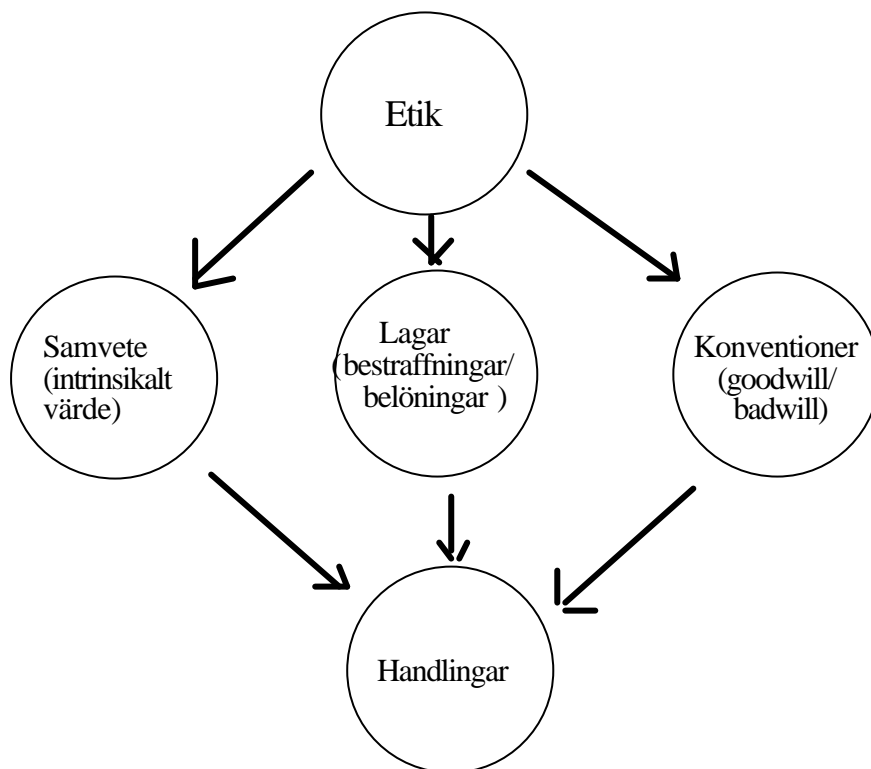 Etik
Samvete
(intrinsikalt
värde)
Lagar
(bestraffningar/
belöningar )
Konventioner
(goodwill/
badwill)
Handlingar